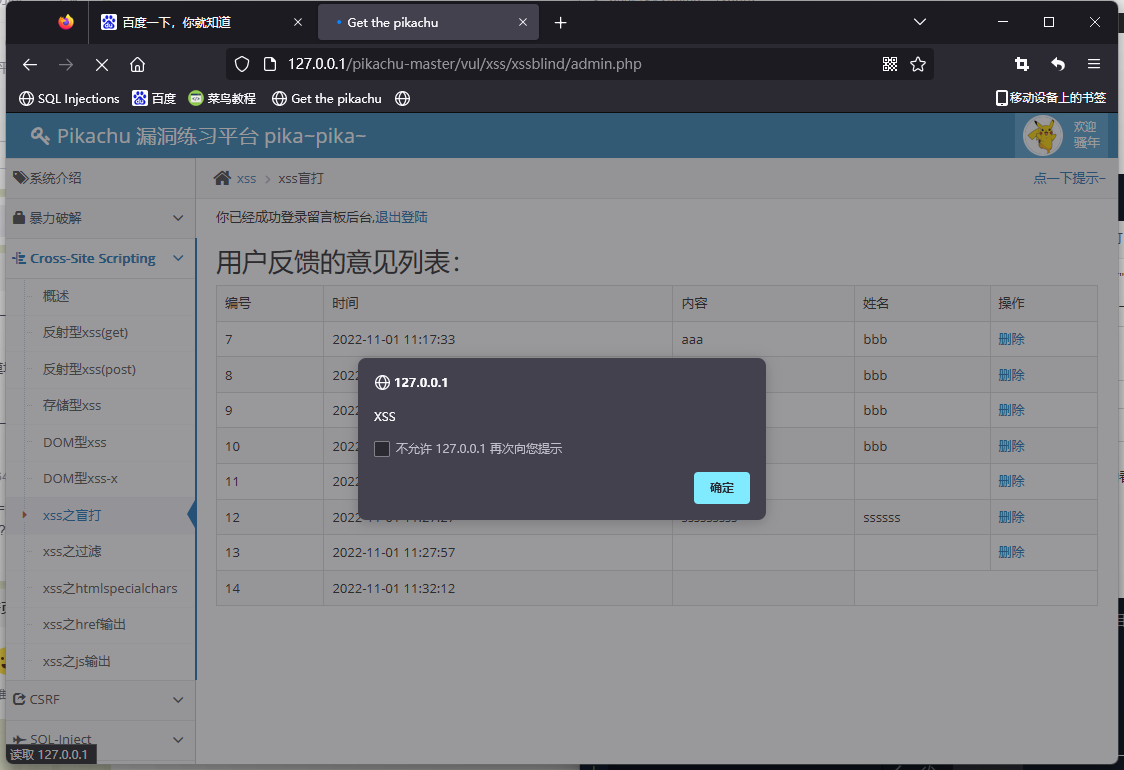 百度一下，你就知道
Get the pikachu
127.0.0.1/pikachu-master/vul/xss/xssblind/admin.php
SQL Injections 百度 菜鸟教程 Get the pikachu 移动设备上的书签
Pikachu 漏洞练习平台 pika~pika~
欢迎
骚年
系统介绍
暴力破解
Cross-Site Scripting
概述
反射型xss(get)
反射型xss(post)
存储型xss
DOM型xss
DOM型xss-x
xss之盲打
xss之过滤
xss之htmlspecialchars
xss之href输出
xss之js输出
CSRF
SQL-Inject
读取 127.0.0.1
xss › xss盲打 点一下提示~
你已经成功登录留言板后台,退出登陆
用户反馈的意见列表：
编号 时间 内容 姓名 操作
7 2022-11-01 11:17:33 aaa bbb 删除
8 2022 bbb 删除
9 2022 bbb 删除
10 2022 bbb 删除
11 2022 删除
12 2022 ssssss 删除
13 2022-11-01 11:27:57 删除
14 2022-11-01 11:32:12
127.0.0.1
XSS
不允许 127.0.0.1 再次向您提示
确定